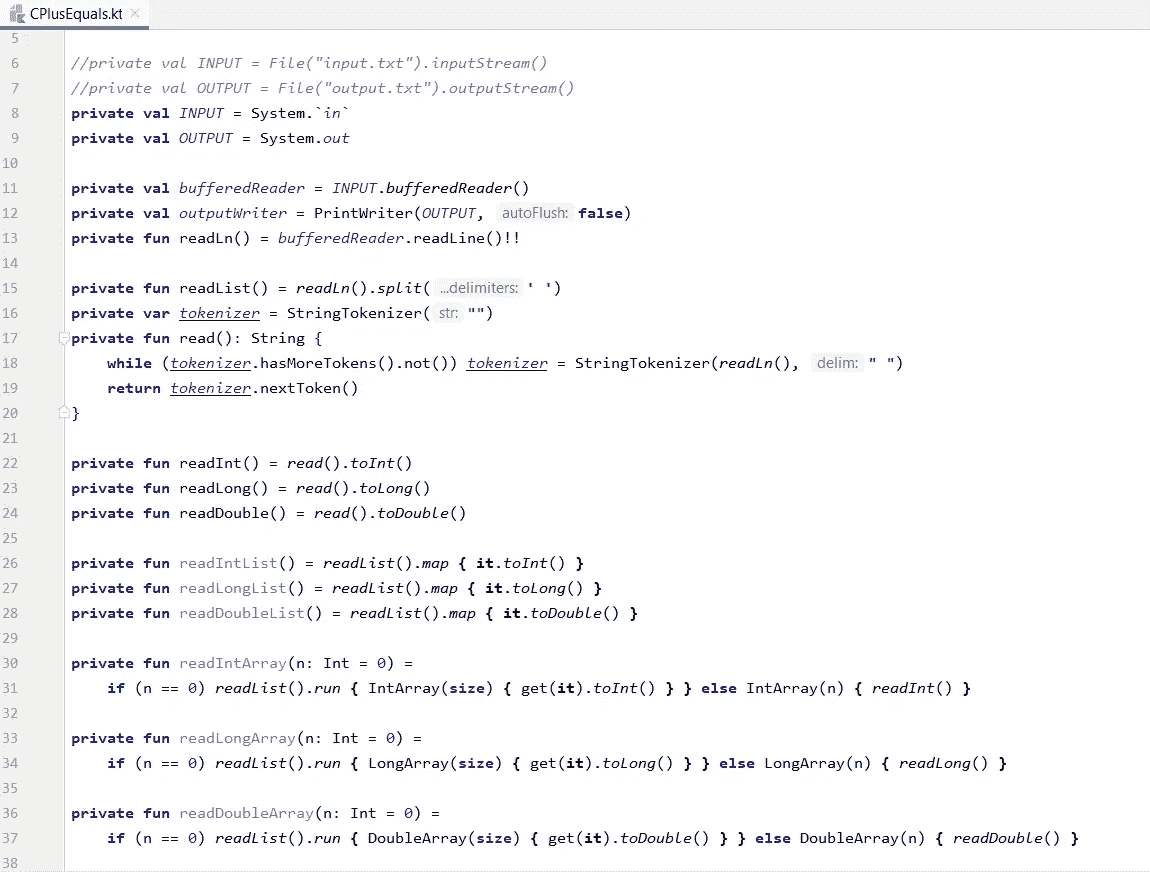 CPlusEquals.kt ×
5
6 //private val INPUT = File("input.txt").inputStream()
7 //private val OUTPUT = File("output.txt").outputStream()
8 private val INPUT = System.`in`
9 private val OUTPUT = System.out
10
11 private val bufferedReader = INPUT.bufferedReader()
12 private val outputWriter = PrintWriter(OUTPUT, autoFlush: false)
13 private fun readLn() = bufferedReader.readLine()!!
14
15 private fun readList() = readLn().split( ...delimiters: ' ')
16 private var tokenizer = StringTokenizer( str: "")
17 private fun read(): String {
18 while (tokenizer.hasMoreTokens().not()) tokenizer = StringTokenizer(readLn(), delim: " ")
19 return tokenizer.nextToken()
20 }
21
22 private fun readInt() = read().toInt()
23 private fun readLong() = read().toLong()
24 private fun readDouble() = read().toDouble()
25
26 private fun readIntList() = readList().map { it.toInt() }
27 private fun readLongList() = readList().map { it.toLong() }
28 private fun readDoubleList() = readList().map { it.toDouble() }
29
30 private fun readIntArray(n: Int = 0) =
31 if (n == 0) readList().run { IntArray(size) { get(it).toInt() } } else IntArray(n) { readInt() }
32
33 private fun readLongArray(n: Int = 0) =
34 if (n == 0) readList().run { LongArray(size) { get(it).toLong() } } else LongArray(n) { readLong() }
35
36 private fun readDoubleArray(n: Int = 0) =
37 if (n == 0) readList().run { DoubleArray(size) { get(it).toDouble() } } else DoubleArray(n) { readDouble() }
38